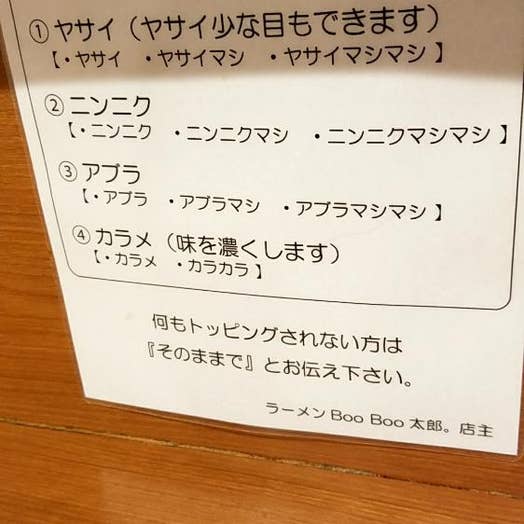 ①ヤサイ（ヤサイ少な目もできます）
【・ヤサイ ・ヤサイマシ ・ヤサイマシマシ】
②ニンニク
【・ニンニク ・ニンニクマシ ・ニンニクマシマシ】
③アブラ
【・アブラ ・アブラマシ ・アブラマシマシ】
④カラメ（味を濃くします）
【・カラメ ・カラカラ】
何もトッピングされない方は
『そのままで』とお伝え下さい。
ラーメンBoo Boo太郎。店主